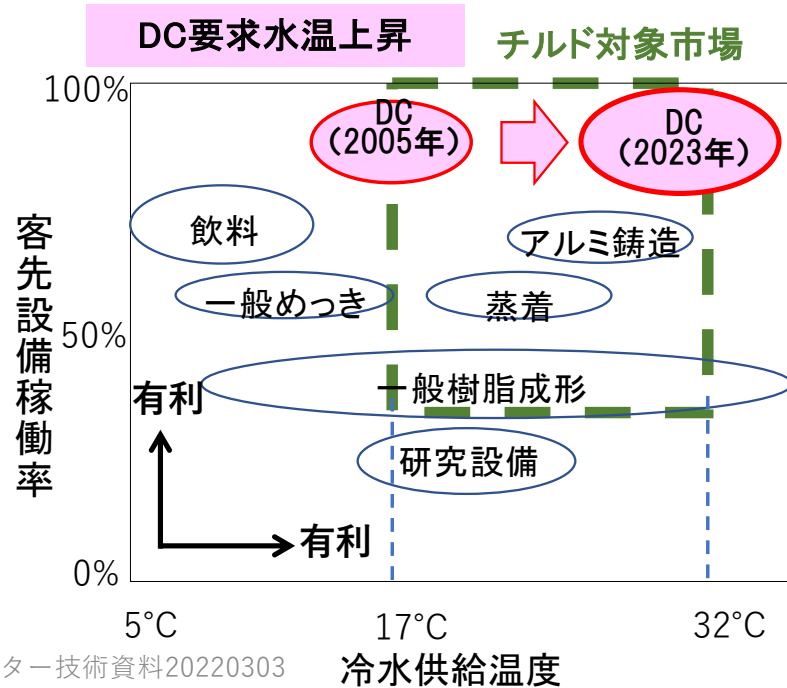 DC要求水温上昇
チルド対象市場
100%
DC
（2005年）
DC
（2023年）
飲料
アルミ鋳造
一般めっき
蒸着
客先設備稼働率
50%
一般樹脂成形
有利
研究設備
有利
0%
5°C
17°C
32°C
ター技術資料20220303
冷水供給温度